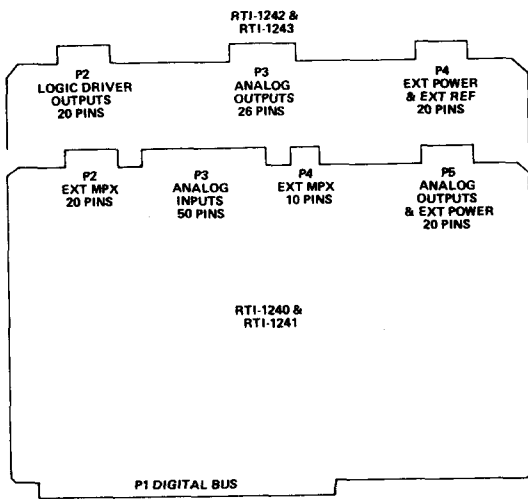 RTI-1242 &
RTI-1243
P2
LOGIC DRIVER
OUTPUTS
20 PINS
P3
ANALOG
OUTPUTS
26 PINS
P4
EXT POWER
& EXT REF
20 PINS
P2
EXT MPX
20 PINS
P3
ANALOG
INPUTS
50 PINS
P4
EXT MPX
10 PINS
P5
ANALOG
OUTPUTS
& EXT POWER
20 PINS
RTI-1240 &
RTI-1241
P1 DIGITAL BUS